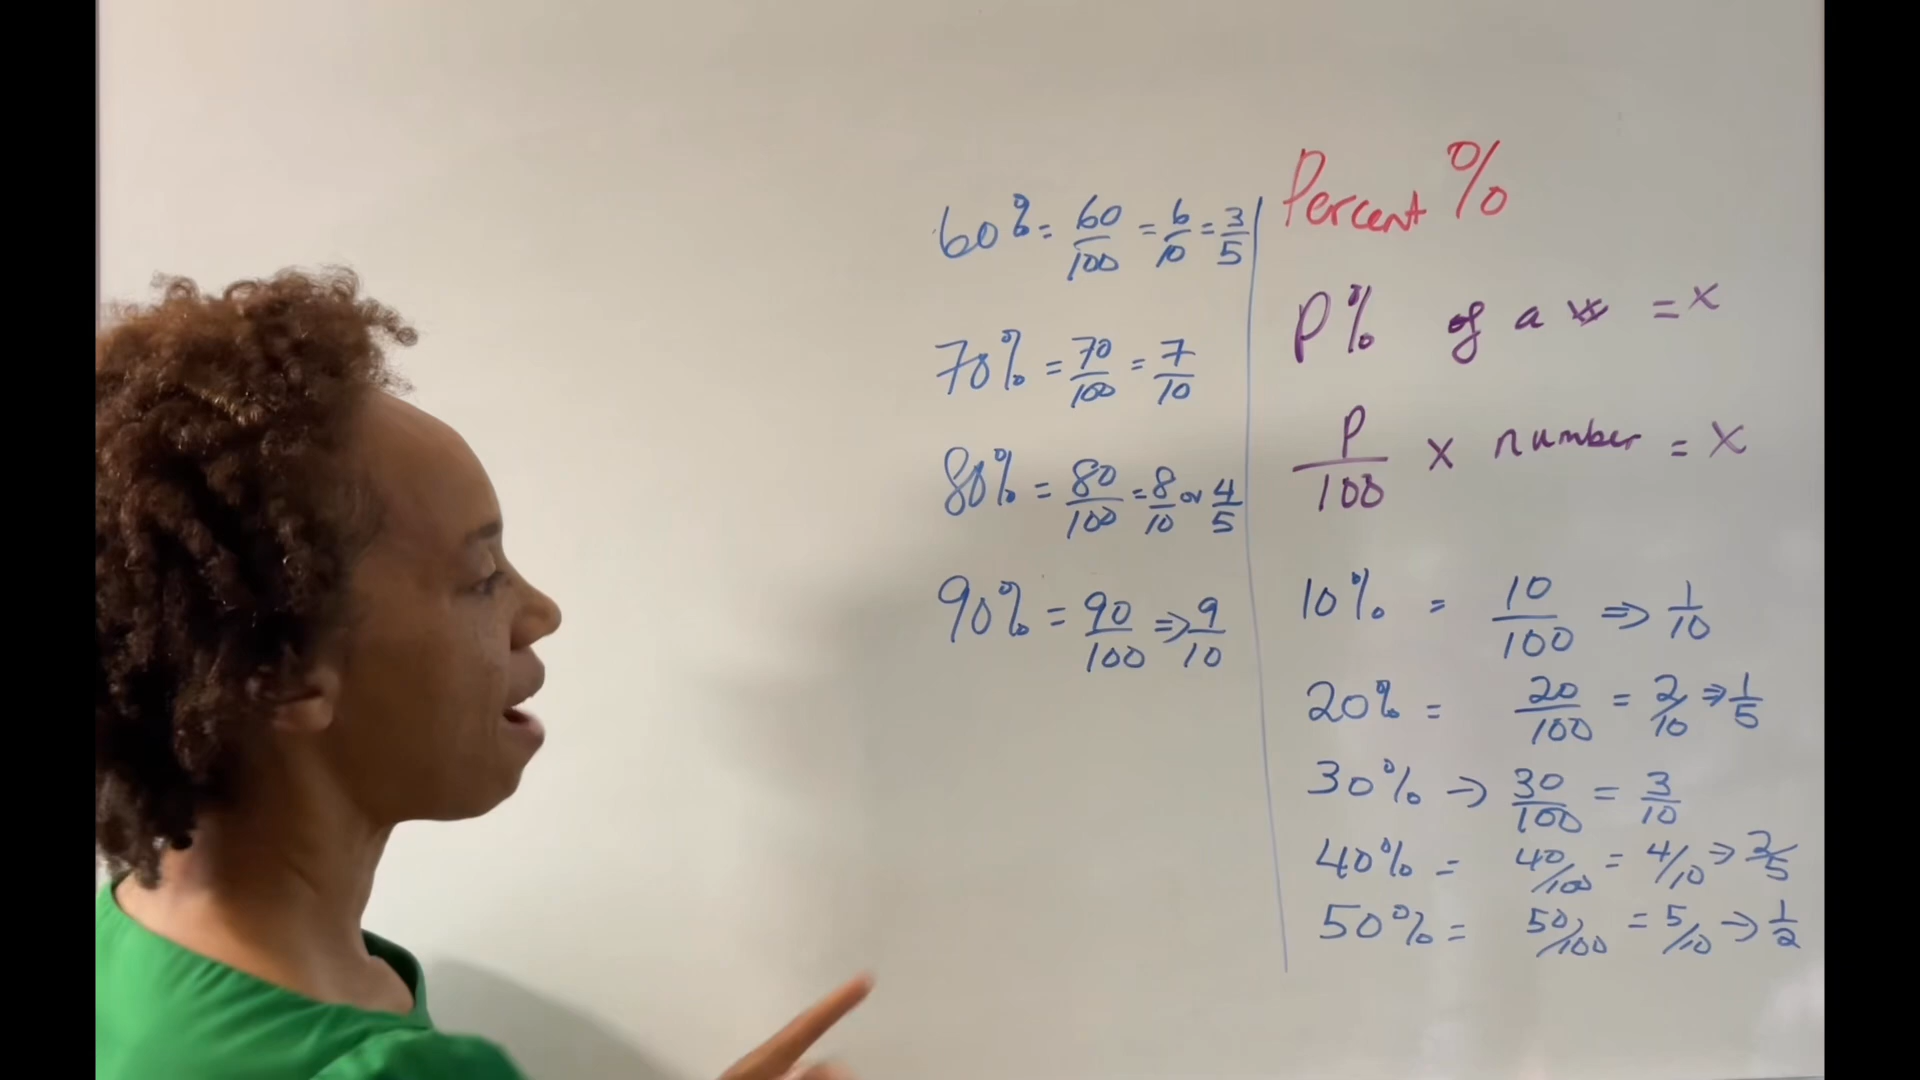 60% = 60/100 = 6/10 = 3/5
70% = 70/100 = 7/10
80% = 80/100 = 8/10 or 4/5
90% = 90/100 ⇒ 9/10
Percent %
P% of a # = x
P/100 x number = x
10% = 10/100 ⇒ 1/10
20% = 20/100 = 2/10 ⇒ 1/5
30% → 30/100 = 3/10
40% = 40/100 = 4/10 ⇒ 2/5
50% = 50/100 = 5/10 → 1/2